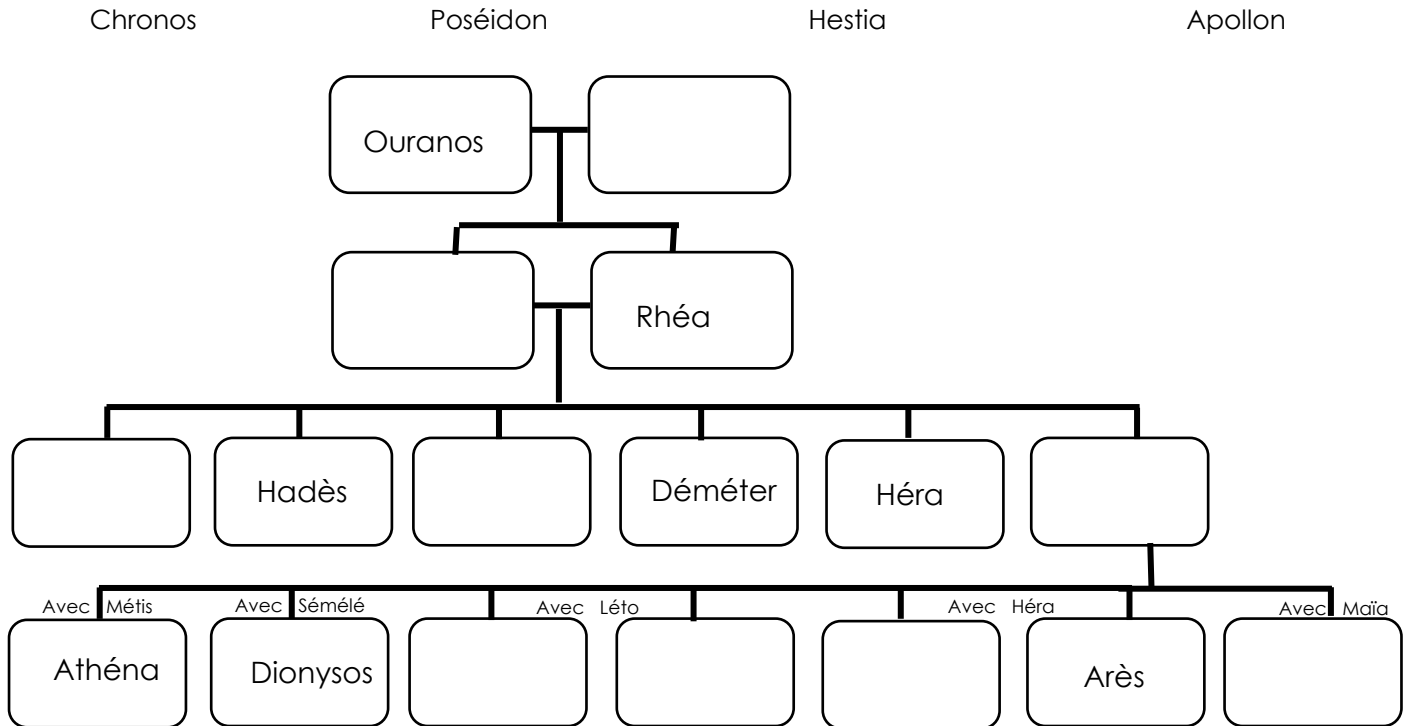 Chronos Poséidon Hestia Apollon
Ouranos
Rhéa
Hadès Déméter Héra
Avec Métis Avec Sémélé Avec Léto Avec Héra Avec Maïa
Athéna Dionysos Arès